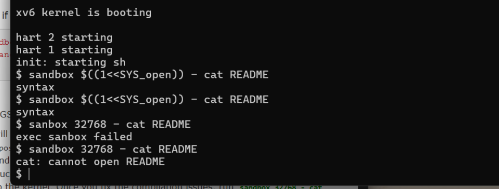 xv6 kernel is booting
hart 2 starting
hart 1 starting
init: starting sh
$ sandbox $((1<<SYS_open)) - cat README
syntax
$ sandbox $((1<<SYS_open)) - cat README
syntax
$ sanbox 32768 - cat README
exec sanbox failed
$ sandbox 32768 - cat README
cat: cannot open README
$